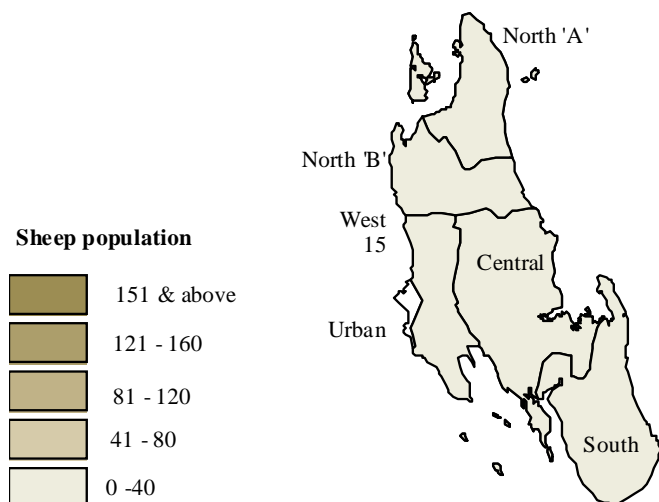 North 'A'
North 'B'
West
15
Sheep population
Central
151 & above
Urban
121 - 160
81 - 120
41 - 80
South
0 -40